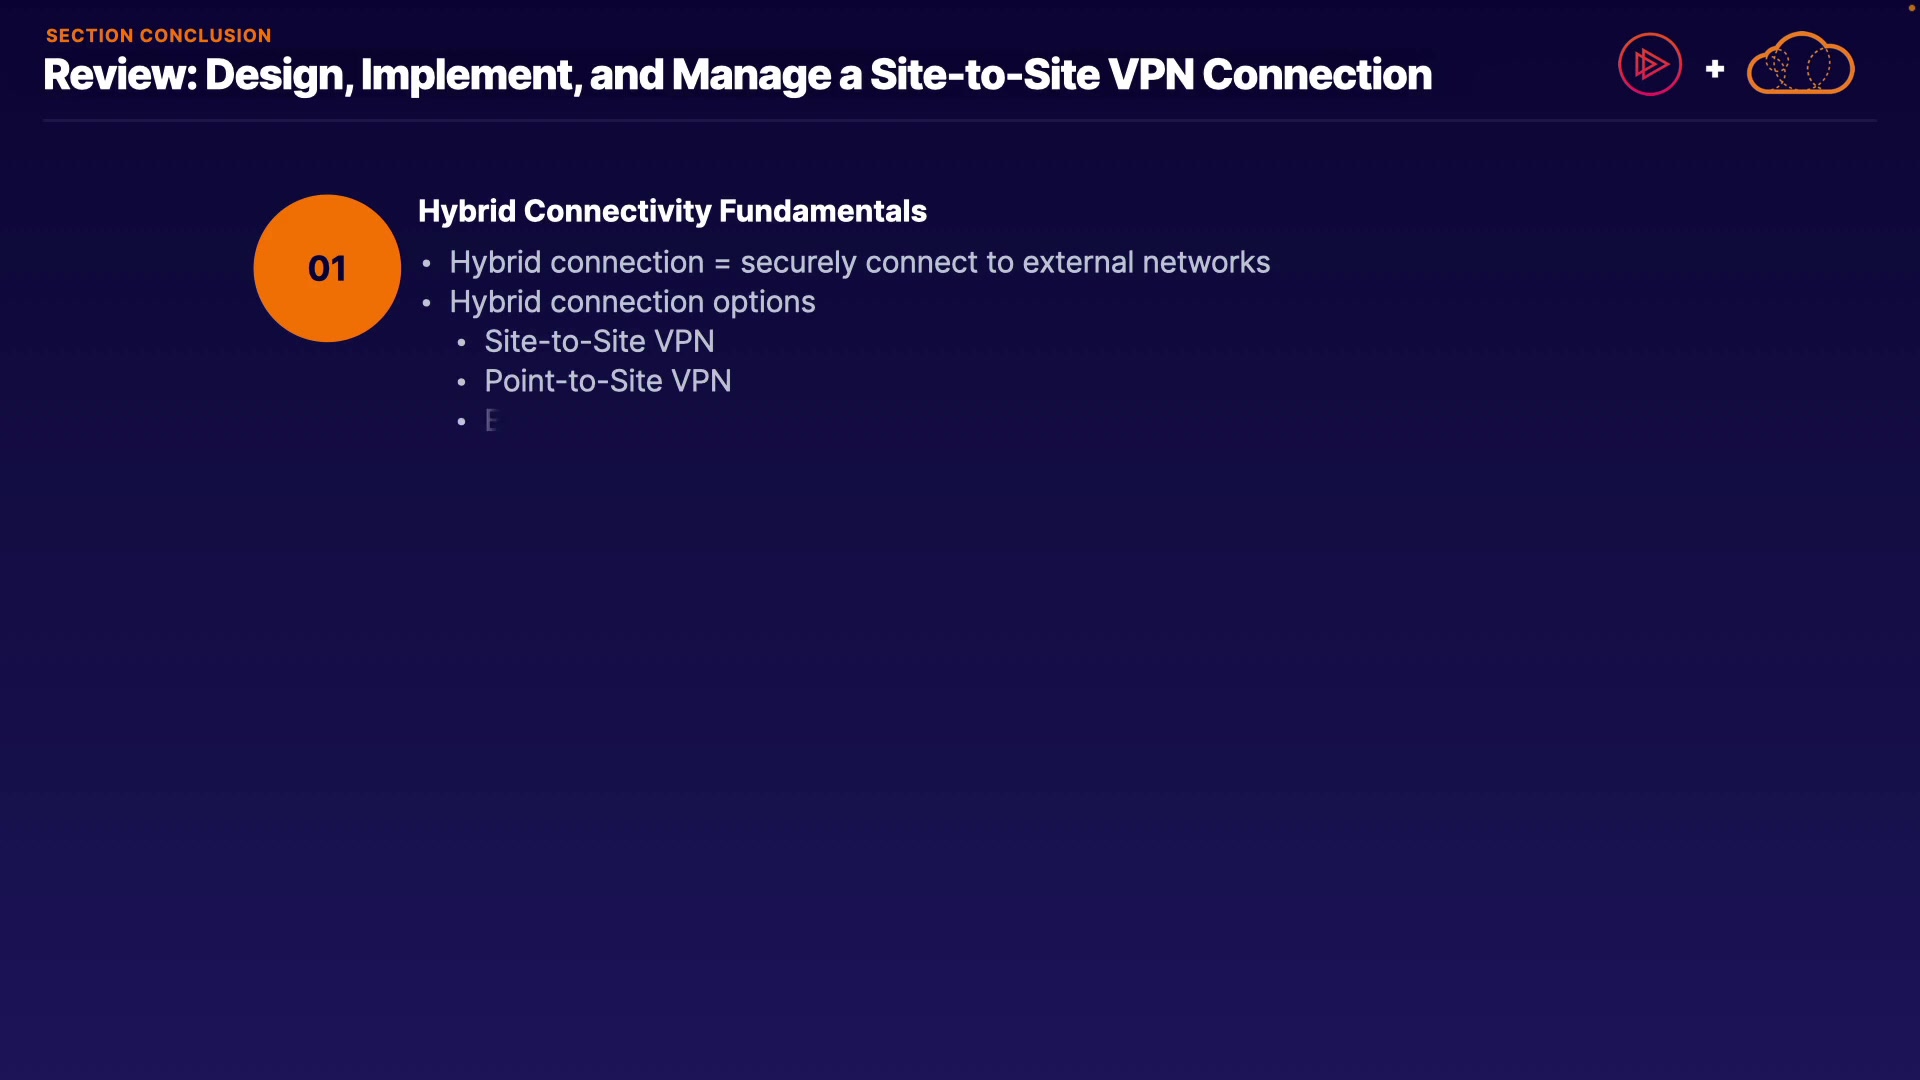 SECTION CONCLUSION
Review: Design, Implement, and Manage a Site-to-Site VPN Connection
+
01
Hybrid Connectivity Fundamentals
• Hybrid connection = securely connect to external networks
• Hybrid connection options
• Site-to-Site VPN
• Point-to-Site VPN
• E